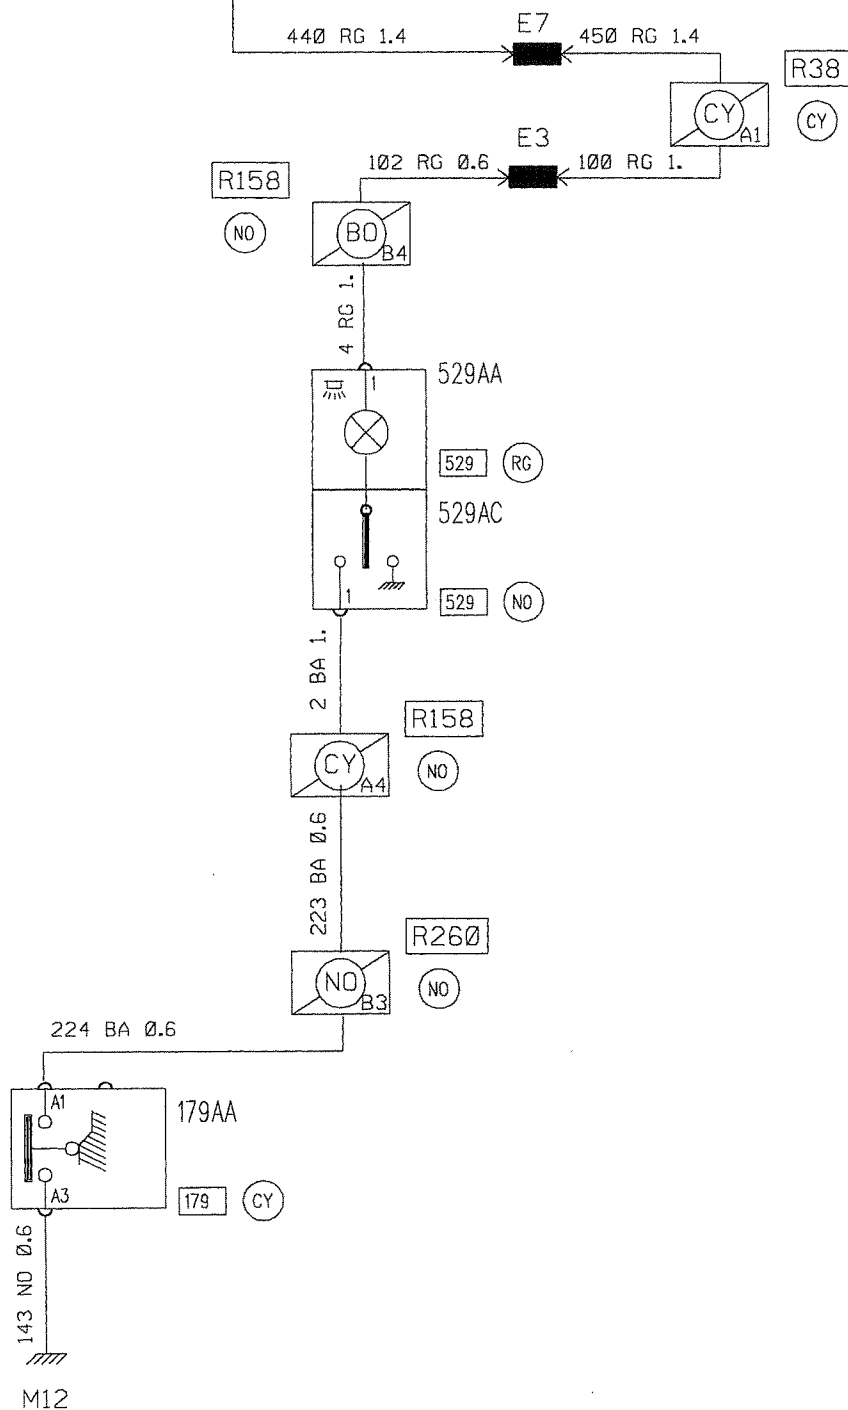 E7
440 RG 1.4
450 RG 1.4
R38
CY
A1
CY
E3
102 RG 0.6
100 RG 1.
R158
NO
BO
B4
4 RG 1.
529AA
1
529
RG
529AC
1
529
NO
2 BA 1.
R158
CY
A4
NO
223 BA 0.6
R260
NO
B3
NO
224 BA 0.6
A1
179AA
A3
179
CY
143 NO 0.6
M12